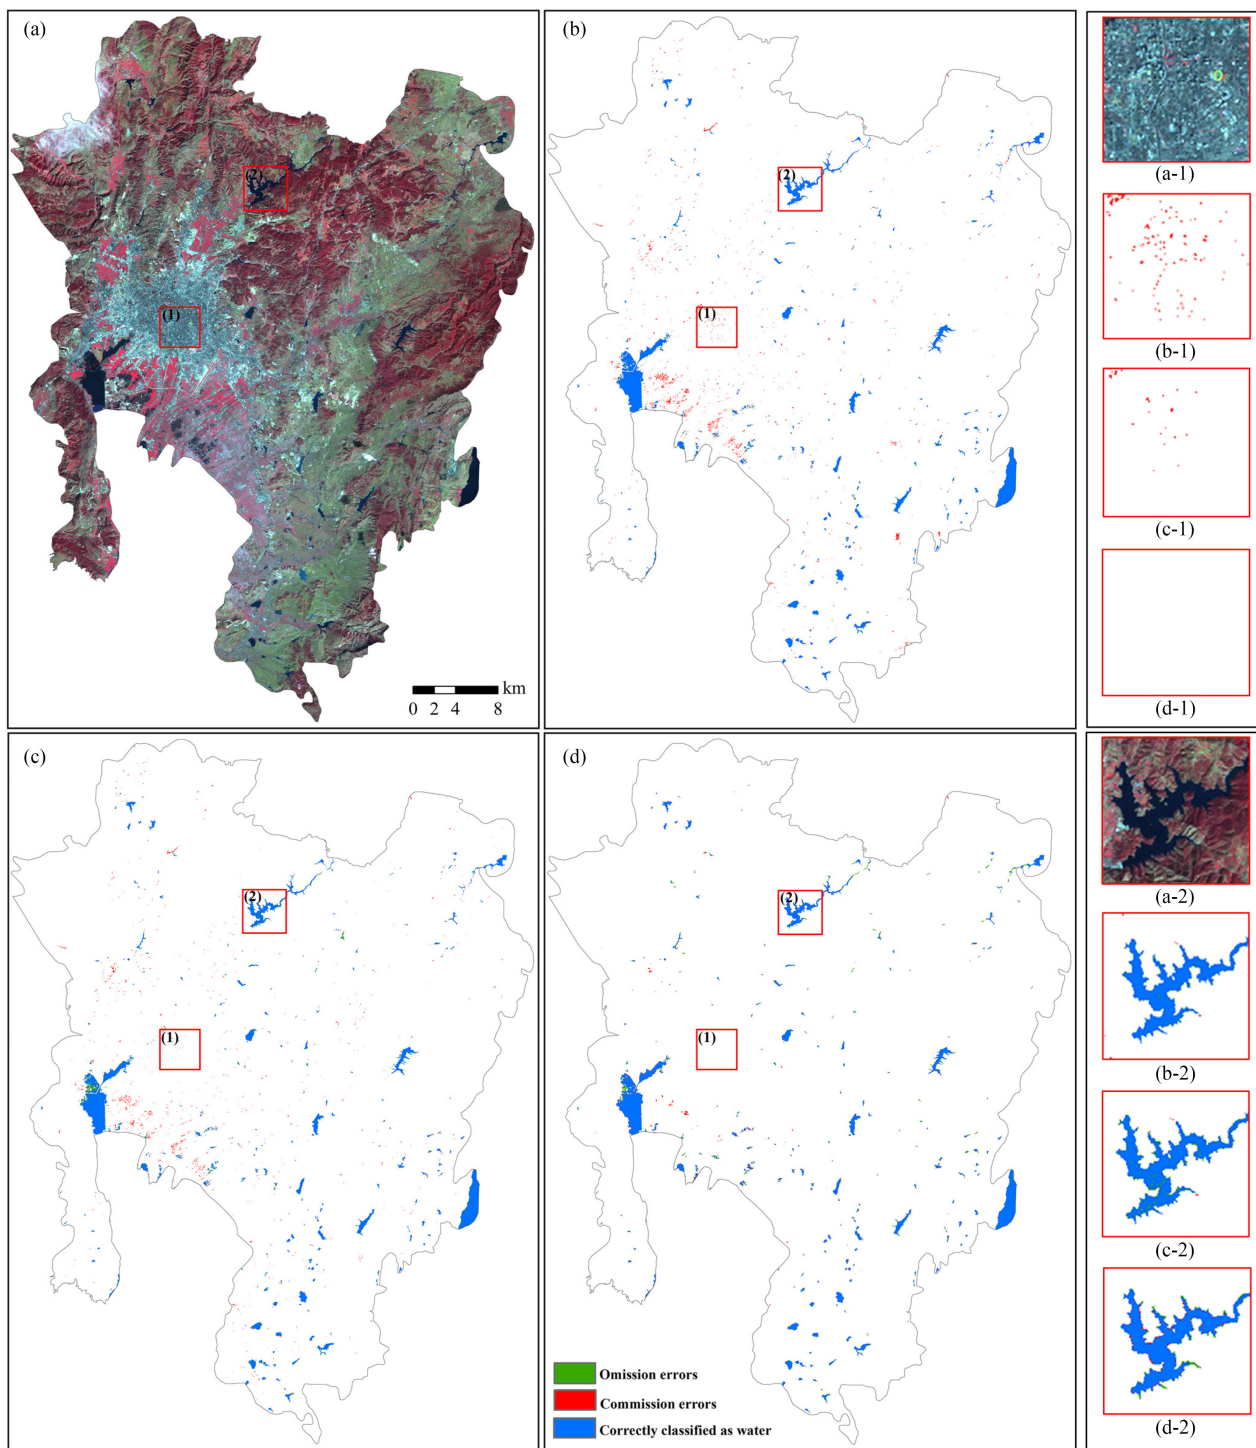 (a)
(2)
(1)
km
0 2 4 8
(b)
(2)
(1)
(a-1)
(b-1)
(c-1)
(d-1)
(c)
(2)
(1)
(d)
(2)
(1)
Omission errors
Commission errors
Correctly classified as water
(a-2)
(b-2)
(c-2)
(d-2)